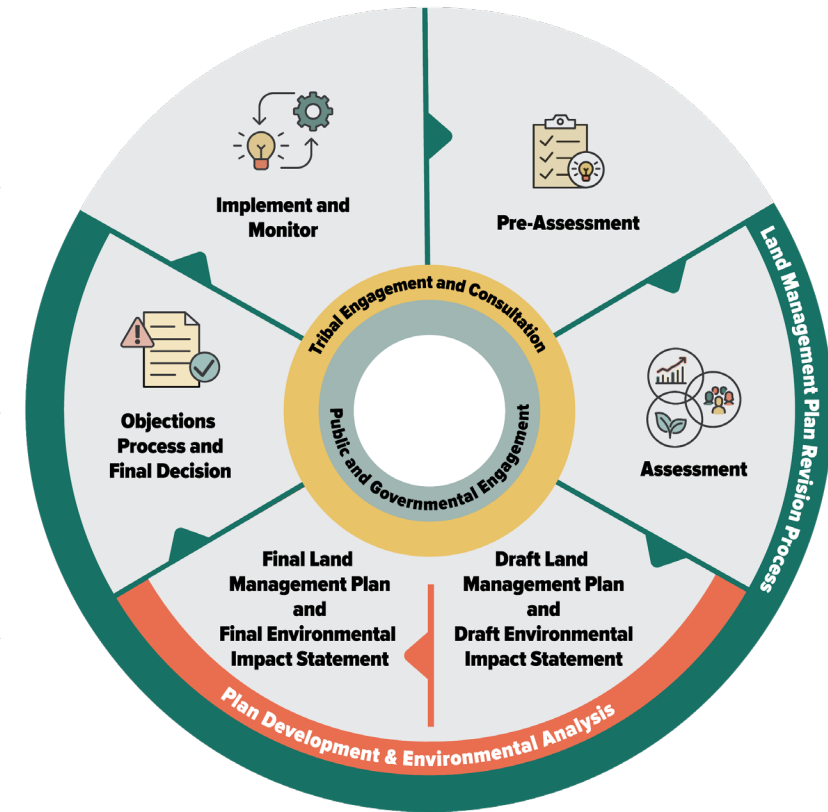 Implement and
Monitor
Pre-Assessment
Land Management Plan Revision Process
Tribal Engagement and Consultation
Public and Governmental Engagement
Objections
Process and
Final Decision
Assessment
Final Land
Management Plan
and
Final Environmental
Impact Statement
Draft Land
Management Plan
and
Draft Environmental
Impact Statement
Plan Development & Environmental Analysis